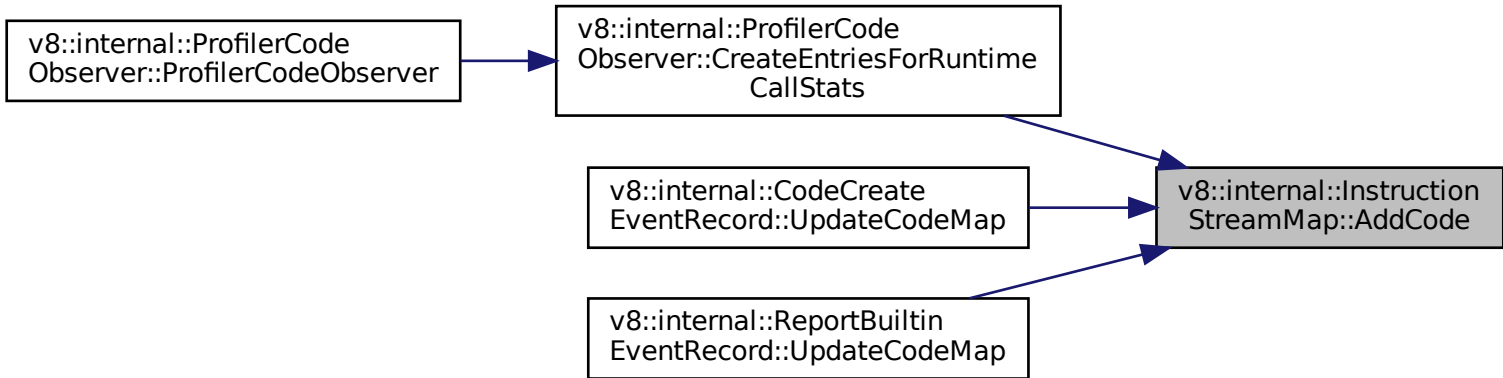 v8::internal::ProfilerCode
Observer::ProfilerCodeObserver
v8::internal::ProfilerCode
Observer::CreateEntriesForRuntime
CallStats
v8::internal::CodeCreate
EventRecord::UpdateCodeMap
v8::internal::ReportBuiltin
EventRecord::UpdateCodeMap
v8::internal::Instruction
StreamMap::AddCode